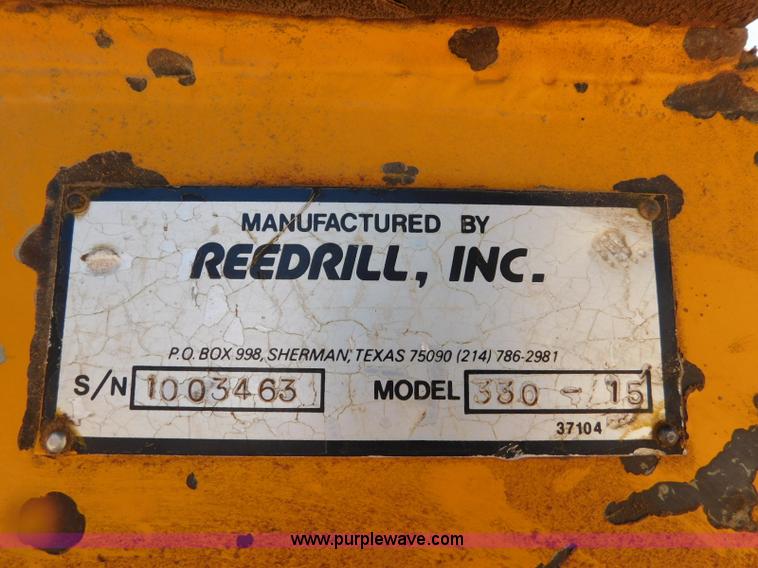 MANUFACTURED BY
REEDRILL, INC.
P.O. BOX 998, SHERMAN, TEXAS 75090 (214) 786-2981
S/N 1003463 MODEL 330 - 15
37104
www.purplewave.com